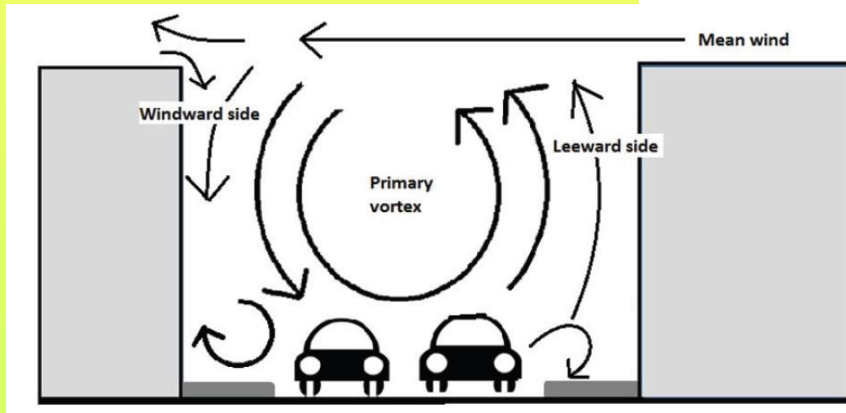 Mean wind
Windward side
Leeward side
Primary
vortex